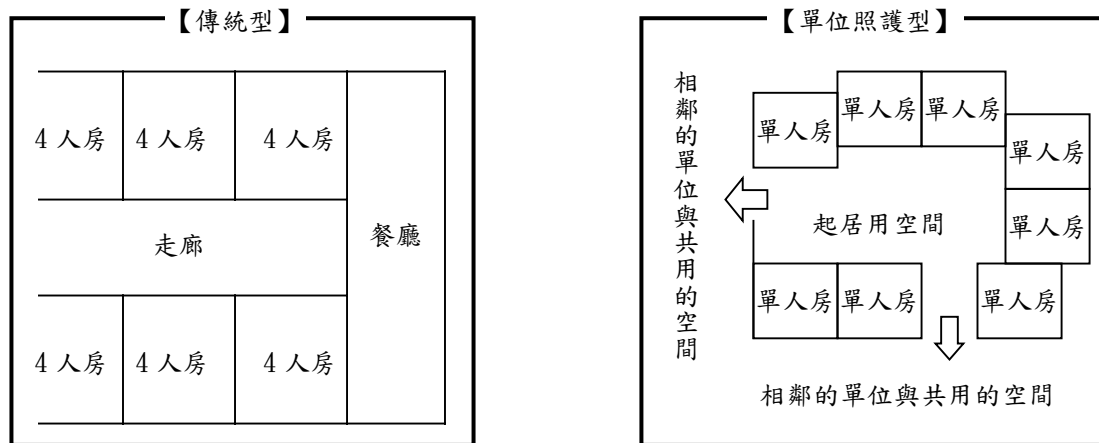 【傳統型】
4 人房 4 人房 4 人房
走廊
餐廳
4 人房 4 人房 4 人房
【單位照護型】
相鄰的單位與共用的空間
單人房 單人房 單人房
單人房
起居用空間
單人房
單人房 單人房 單人房
相鄰的單位與共用的空間